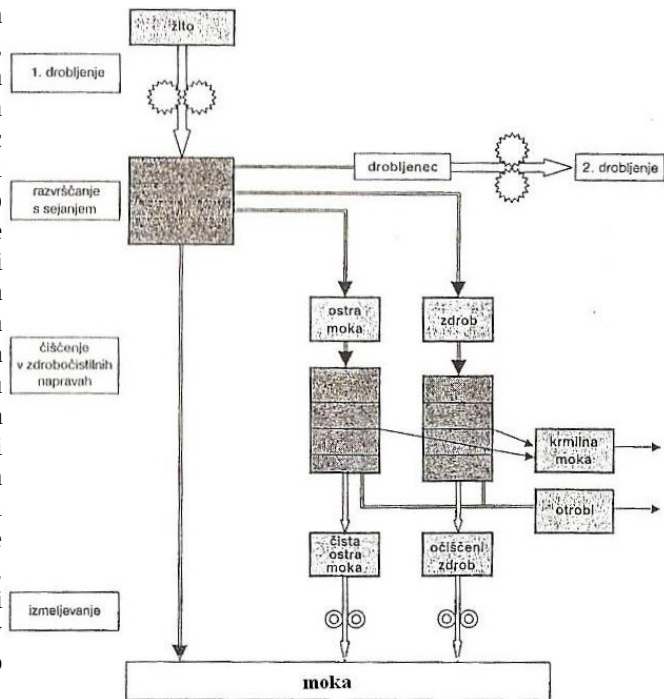 žito
1. drobljenje
drobljenec
2. drobljenje
razvrščanje
s sejanjem
ostra
moka
zdrob
čiščenje
v zdrobočistilnih
napravah
krmilna
moka
otrobi
čista
ostra
moka
očiščeni
zdrob
izmeljevanje
moka